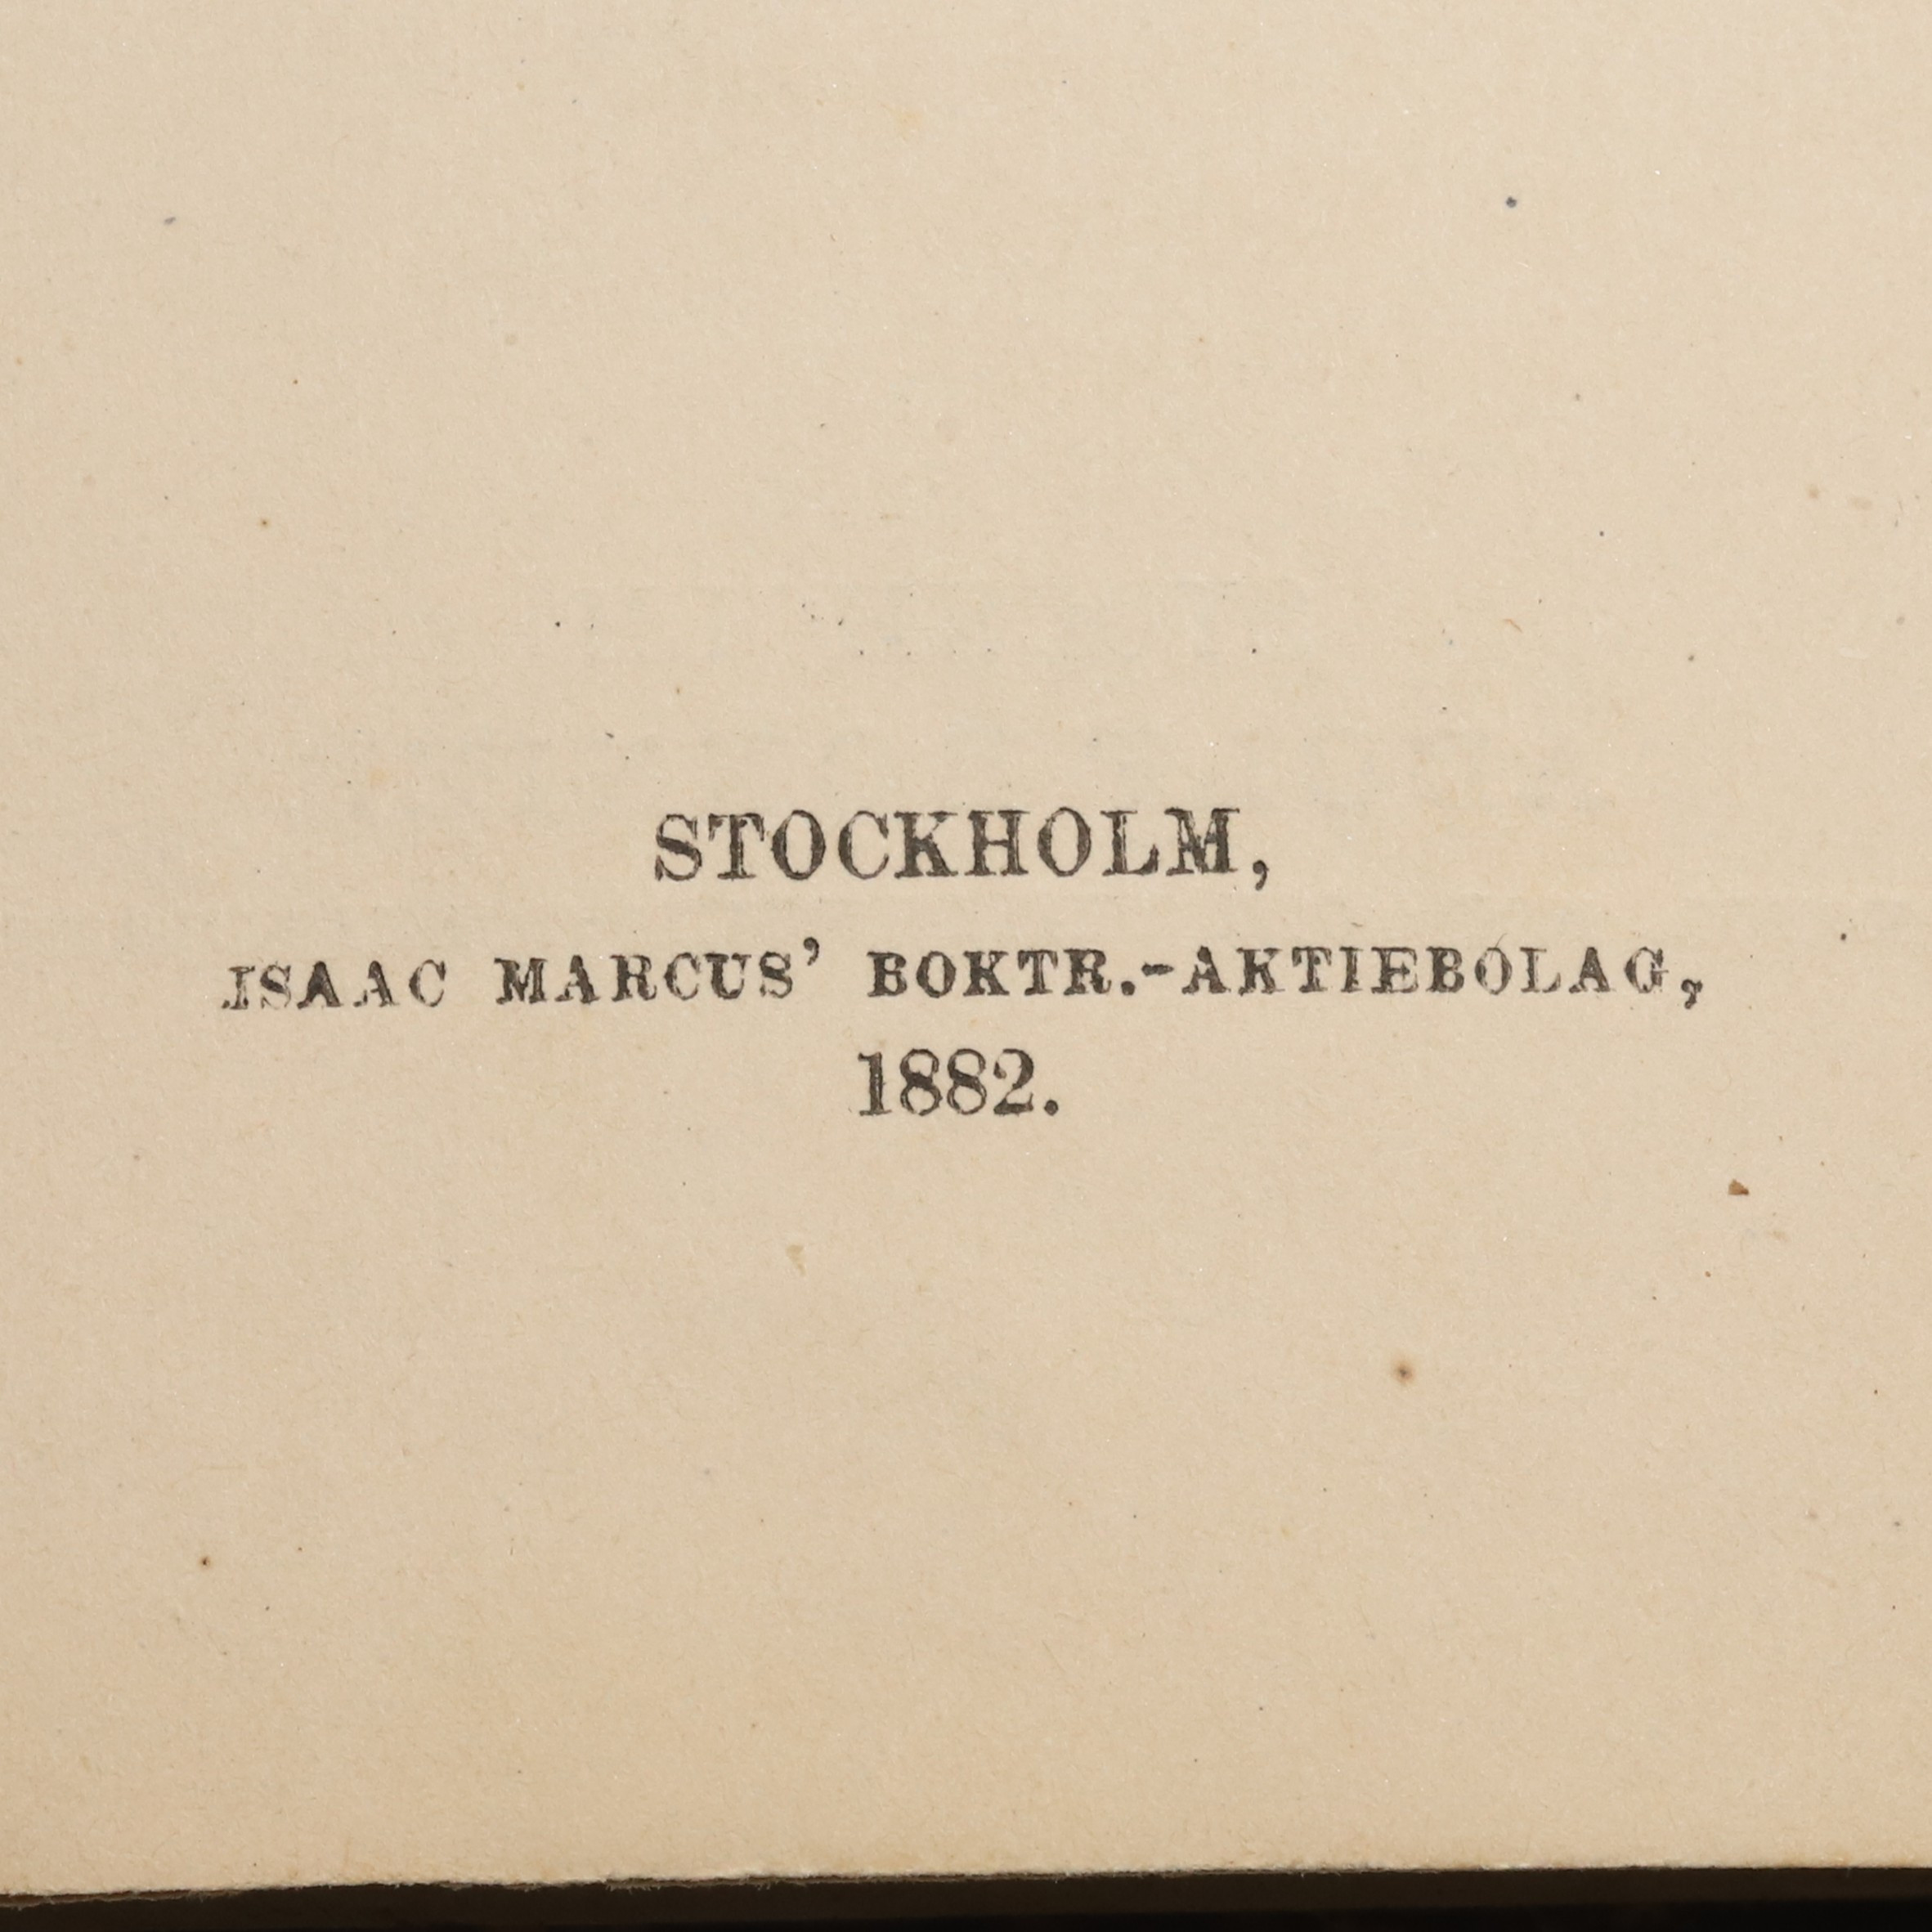 STOCKHOLM,
ISAAC MARCUS’ BOKTR.-AKTIEBOLAG,
1882.